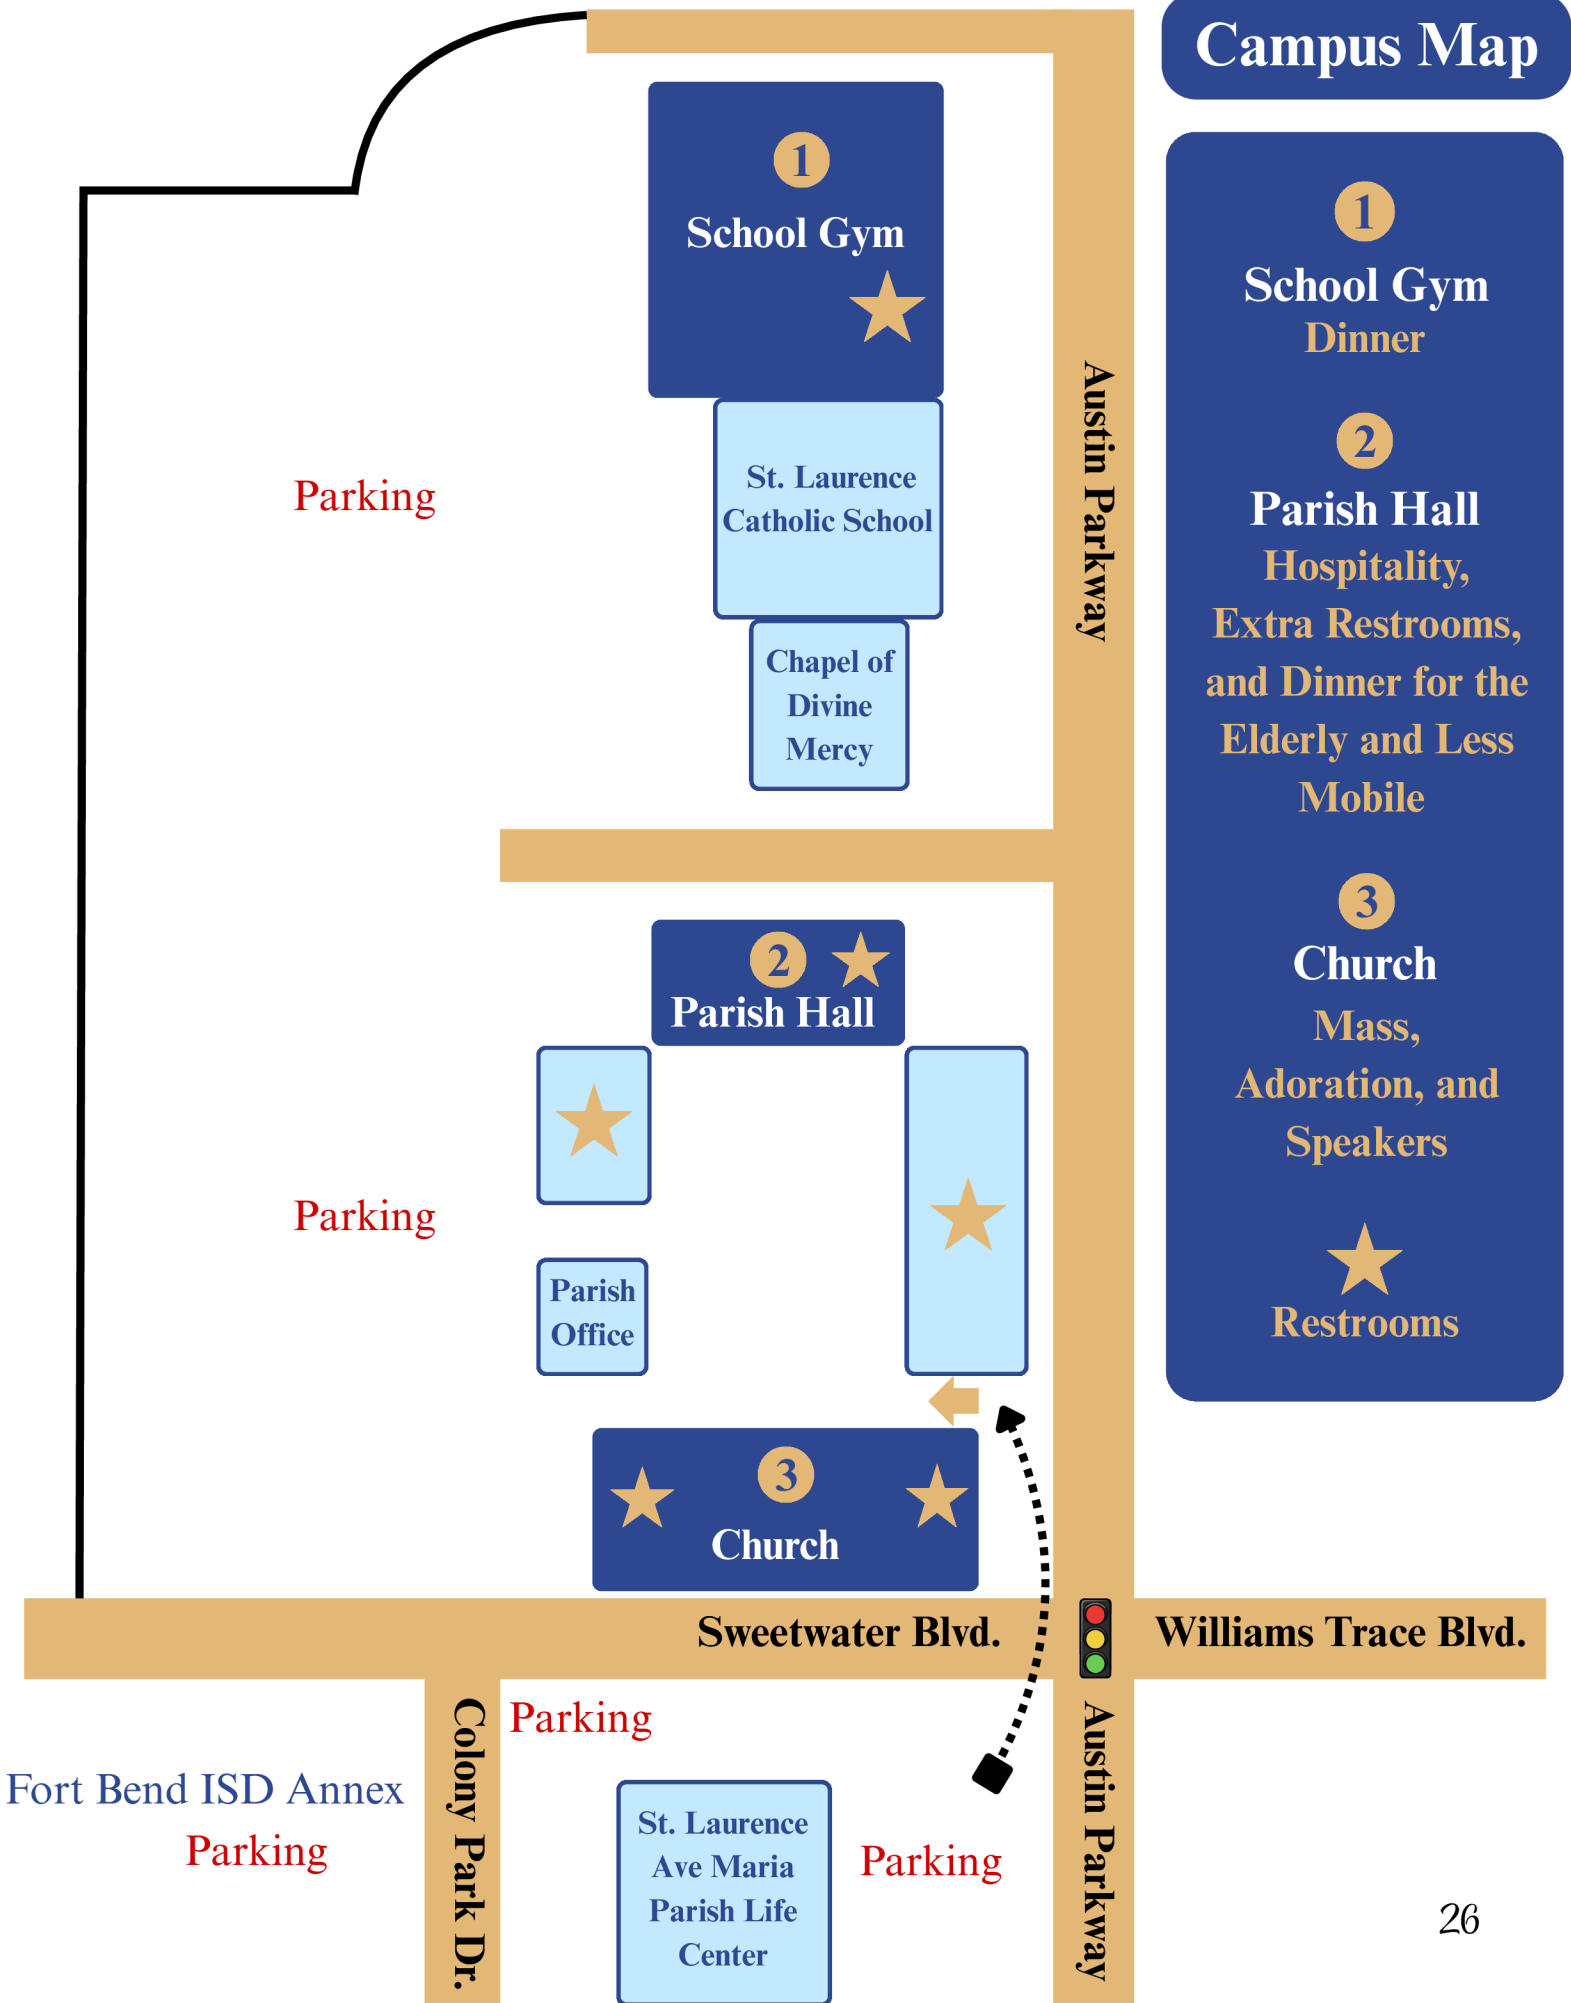 Campus Map
1
School Gym
St. Laurence
Catholic School
Chapel of
Divine
Mercy
Parking
Austin Parkway
2
Parish Hall
Parking
Parish
Office
3
Church
Sweetwater Blvd.
Williams Trace Blvd.
Parking
Colony Park Dr.
Fort Bend ISD Annex
Parking
St. Laurence
Ave Maria
Parish Life
Center
Parking
Austin Parkway
1
School Gym
Dinner
2
Parish Hall
Hospitality,
Extra Restrooms,
and Dinner for the
Elderly and Less
Mobile
3
Church
Mass,
Adoration, and
Speakers
Restrooms
26